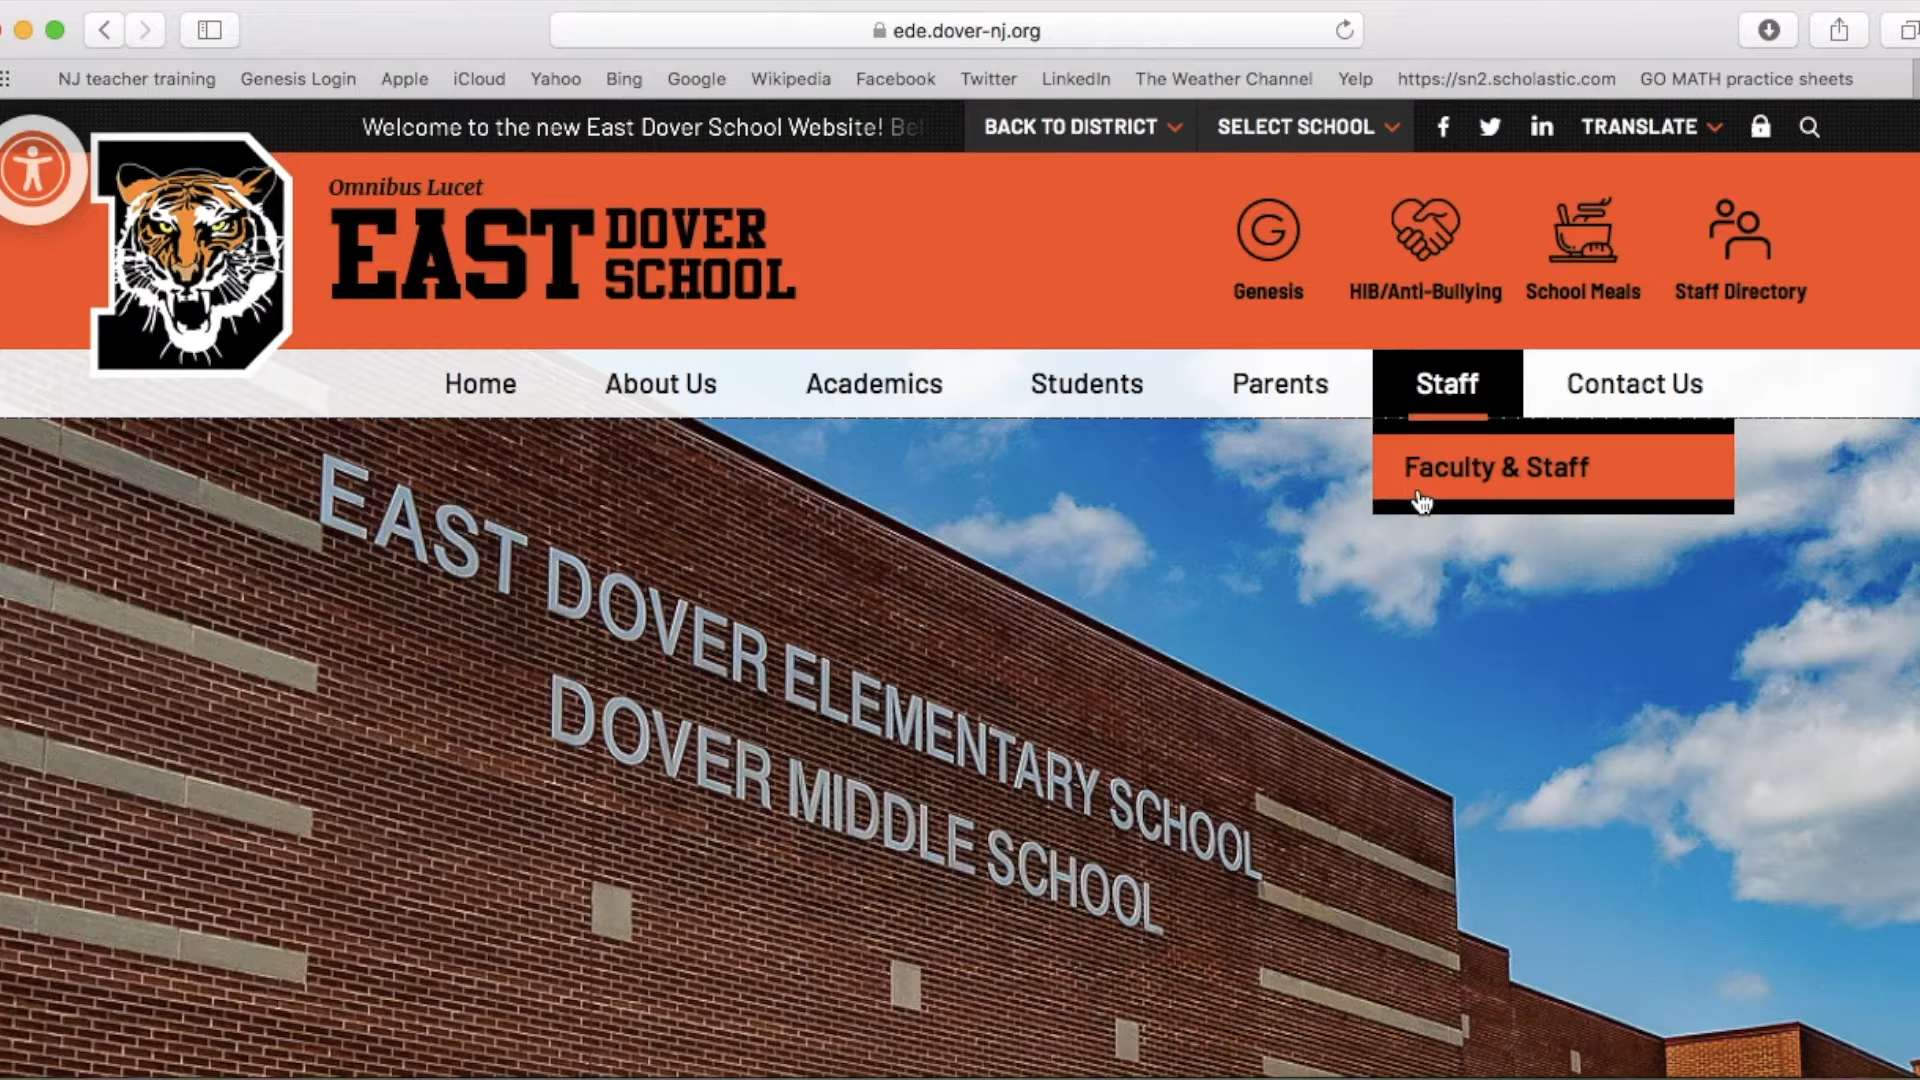 ede.dover-nj.org
NJ teacher training Genesis Login Apple iCloud Yahoo Bing Google Wikipedia Facebook Twitter LinkedIn The Weather Channel Yelp https://sn2.scholastic.com GO MATH practice sheets
Welcome to the new East Dover School Website! BACK TO DISTRICT SELECT SCHOOL TRANSLATE
Omnibus Lucet
EAST DOVER SCHOOL
Genesis HIB/Anti-Bullying School Meals Staff Directory
Home About Us Academics Students Parents Staff Contact Us
Faculty & Staff
EAST DOVER ELEMENTARY SCHOOL
DOVER MIDDLE SCHOOL